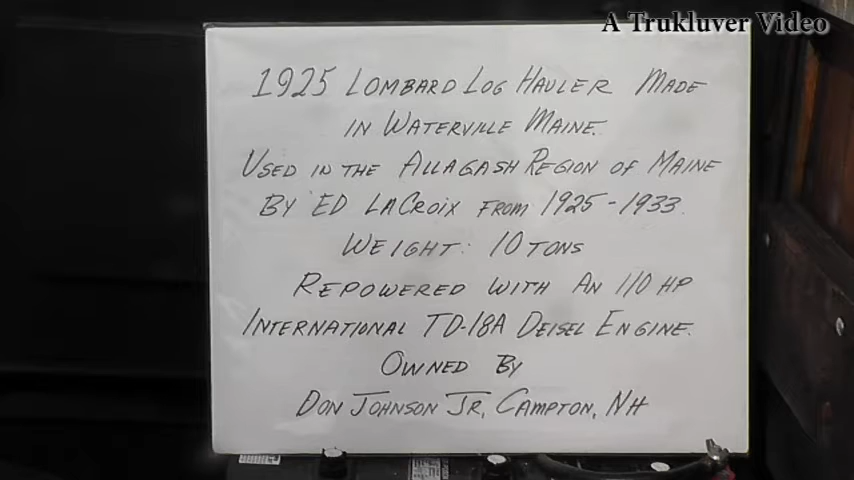 A Trukluver Video
1925 LOMBARD LOG HAULER MADE
IN WATERVILLE MAINE.
USED IN THE ALLAGASH REGION OF MAINE
BY ED LACROIX FROM 1925-1933.
WEIGHT: 10 TONS
REPOWERED WITH AN 110 HP
INTERNATIONAL TD-18A DEISEL ENGINE.
OWNED BY
DON JOHNSON JR, CAMPTON, NH